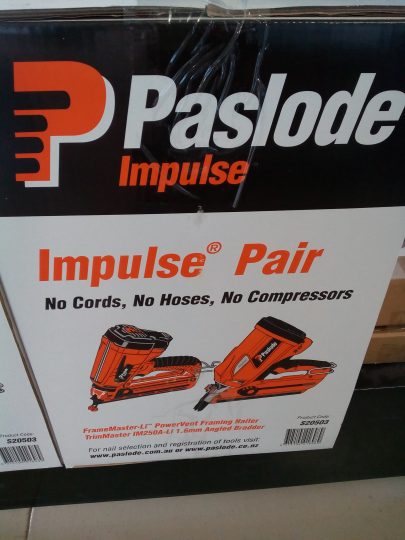 Paslode
Impulse
Impulse® Pair
No Cords, No Hoses, No Compressors
Paslode
FrameMaster-Li™ PowerVent Framing Nailer
TrimMaster IM250A-Li 1.6mm Angled Bradder
For nail selection and registration of tools visit:
www.paslode.com.au or www.paslode.co.nz
Product Code
S20503
Product Code
S20503